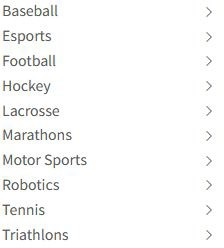 Baseball
Esports
Football
Hockey
Lacrosse
Marathons
Motor Sports
Robotics
Tennis
Triathlons